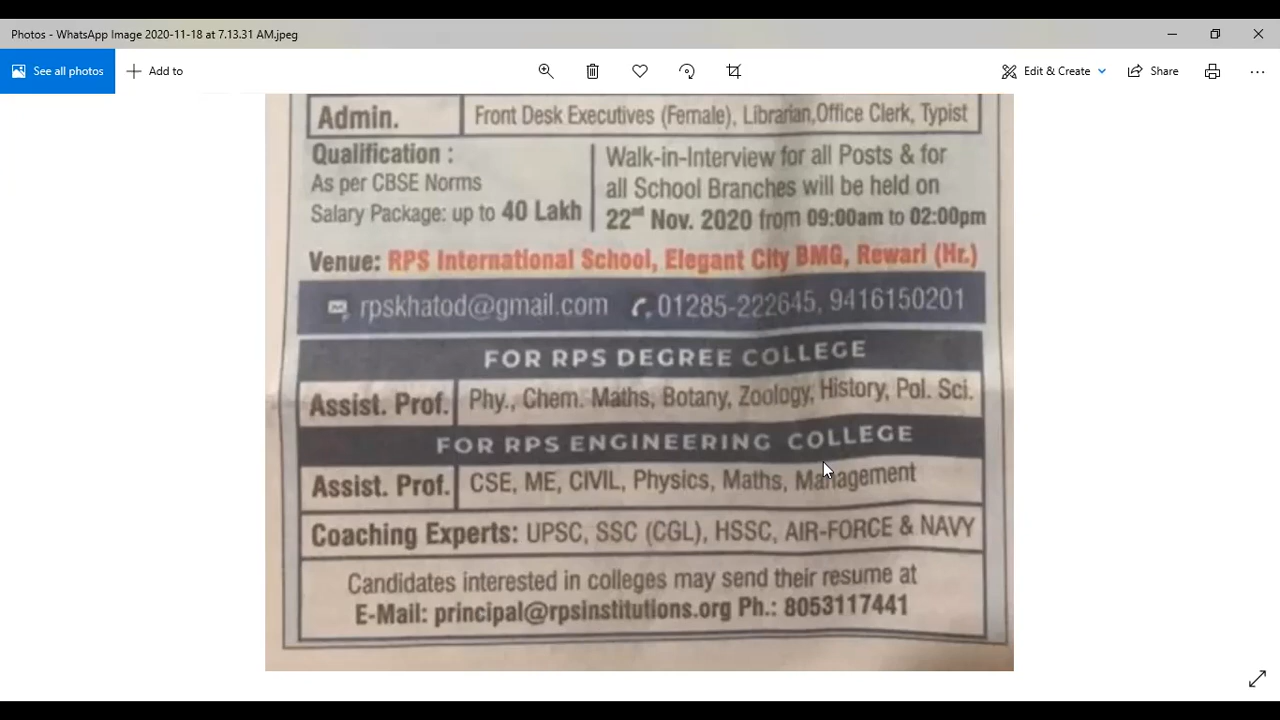 Photos - WhatsApp Image 2020-11-18 at 7.13.31 AM.jpeg
See all photos
Add to
Edit & Create
Share
Admin.
Front Desk Executives (Female), Librarian,Office Clerk, Typist
Qualification :
As per CBSE Norms
Salary Package: up to 40 Lakh
Walk-in-Interview for all Posts & for
all School Branches will be held on
22nd Nov. 2020 from 09:00am to 02:00pm
Venue: RPS International School, Elegant City BMG, Rewari (Hr.)
rpskhatod@gmail.com 01285-222645, 9416150201
FOR RPS DEGREE COLLEGE
Assist. Prof.
Phy., Chem. Maths, Botany, Zoology, History, Pol. Sci.
FOR RPS ENGINEERING COLLEGE
Assist. Prof.
CSE, ME, CIVIL, Physics, Maths, Management
Coaching Experts: UPSC, SSC (CGL), HSSC, AIR-FORCE & NAVY
Candidates interested in colleges may send their resume at
E-Mail: principal@rpsinstitutions.org Ph.: 8053117441